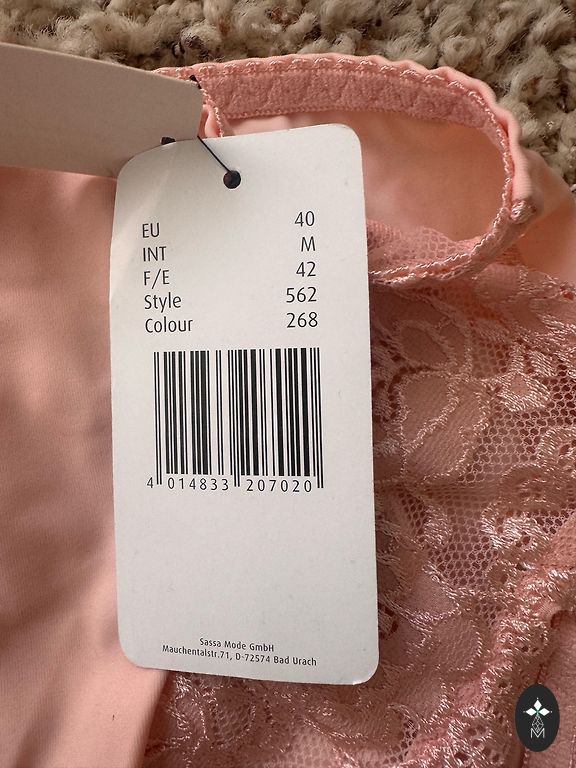 EU 40
INT M
F/E 42
Style 562
Colour 268
4 014833 207020
Sassa Mode GmbH
Mauchentalstr.71, D-72574 Bad Urach
M